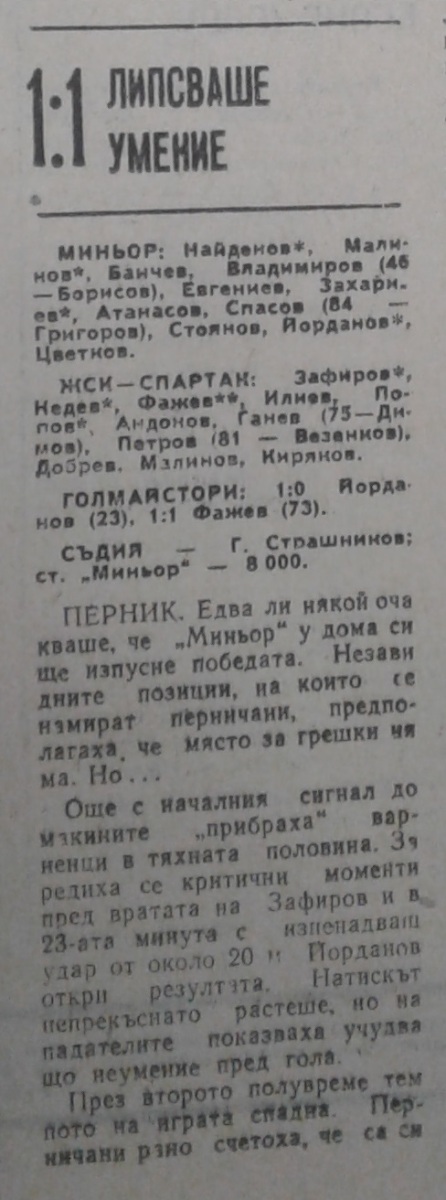 1:1 ЛИПСВАШЕ
УМЕНИЕ
МИНЬОР: Найденов*, Мали-
нов*, Банчев, Владимиров (46
—Борисов), Евгениев, Захари-
ев*, Атанасов, Спасов (84 —
Григоров), Стоянов, Йорданов*,
Цветков.
ЖСК—СПАРТАК: Зафиров*,
Недев*, Фажев**, Илиев, По-
пов*, Андонов, Ганев (75—Ди-
мов), Петров (81 — Везенков),
Добрев, Малинов, Киряков.
ГОЛМАЙСТОРИ: 1:0 Йорда-
нов (23), 1:1 Фажев (73).
СЪДИЯ — Г. Страшников;
ст. „Миньор“ — 8 000.
ПЕРНИК. Едва ли някой оча
кваше, че „Миньор“ у дома си
ще изпусне победата. Незави
дните позиции, на които се
намират перничани, предпо-
лагаха, че място за грешки ня
ма. Но...
Още с началния сигнал до
макините „прибраха“ вар-
ненци в тяхната половина. За
редиха се критични моменти
пред вратата на Зафиров и в
23-ата минута с изненадващ
удар от около 20 м Йорданов
откри резултата. Натискът
непрекъснато растеше, но на
падателите показваха учудва
що неумение пред гола.
През второто полувреме тем
пото на играта спадна. Пер-
ничани рано счетоха, че са си